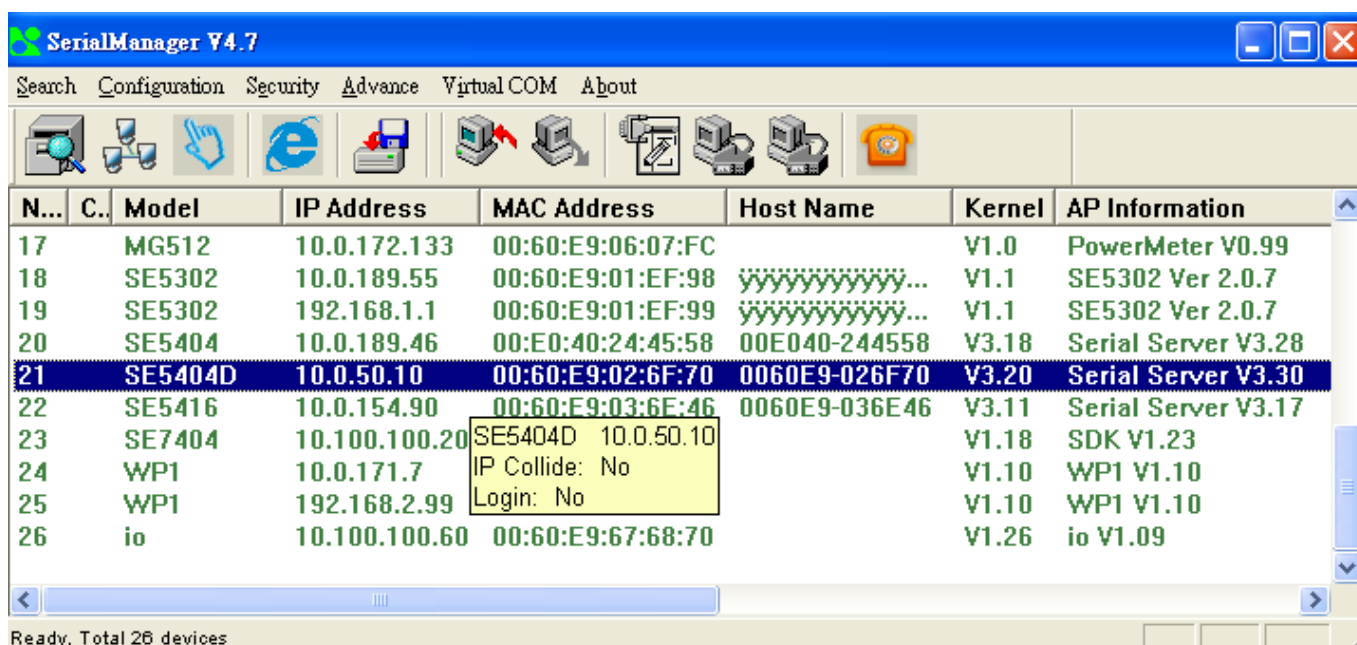 SerialManager V4.7
Search Configuration Security Advance Virtual COM About
N... C.. Model IP Address MAC Address Host Name Kernel AP Information
17 MG512 10.0.172.133 00:60:E9:06:07:FC V1.0 PowerMeter V0.99
18 SE5302 10.0.189.55 00:60:E9:01:EF:98 ÿÿÿÿÿÿÿÿÿÿÿ... V1.1 SE5302 Ver 2.0.7
19 SE5302 192.168.1.1 00:60:E9:01:EF:99 ÿÿÿÿÿÿÿÿÿÿÿ... V1.1 SE5302 Ver 2.0.7
20 SE5404 10.0.189.46 00:E0:40:24:45:58 00E040-244558 V3.18 Serial Server V3.28
21 SE5404D 10.0.50.10 00:60:E9:02:6F:70 0060E9-026F70 V3.20 Serial Server V3.30
22 SE5416 10.0.154.90 00:60:E9:03:6E:46 0060E9-036E46 V3.11 Serial Server V3.17
23 SE7404 10.100.100.20 V1.18 SDK V1.23
24 WP1 10.0.171.7 V1.10 WP1 V1.10
25 WP1 192.168.2.99 V1.10 WP1 V1.10
26 io 10.100.100.60 00:60:E9:67:68:70 V1.26 io V1.09
SE5404D 10.0.50.10
IP Collide: No
Login: No
Ready, Total 26 devices